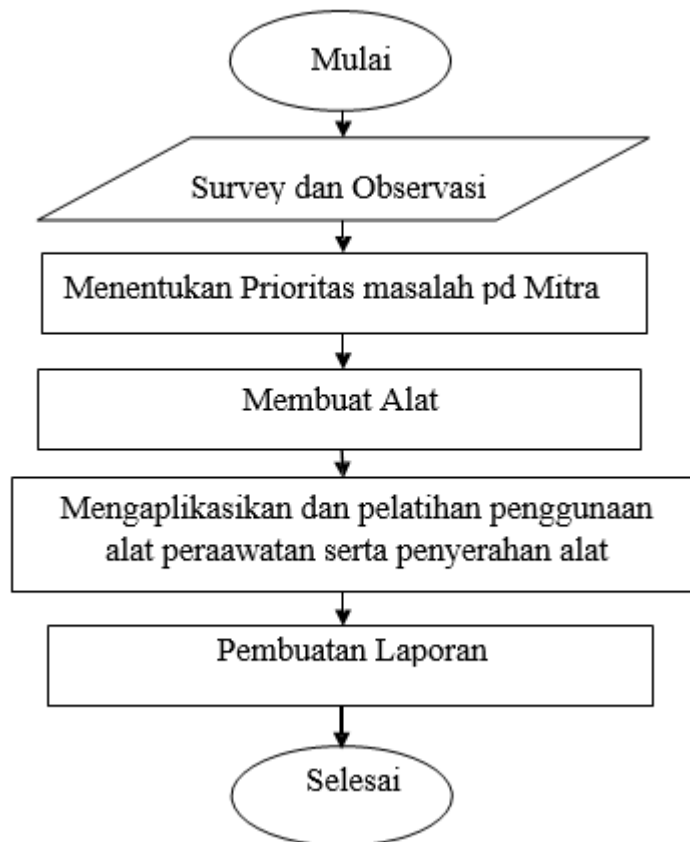 Mulai
Survey dan Observasi
Menentukan Prioritas masalah pd Mitra
Membuat Alat
Mengaplikasikan dan pelatihan penggunaan
alat peraawatan serta penyerahan alat
Pembuatan Laporan
Selesai